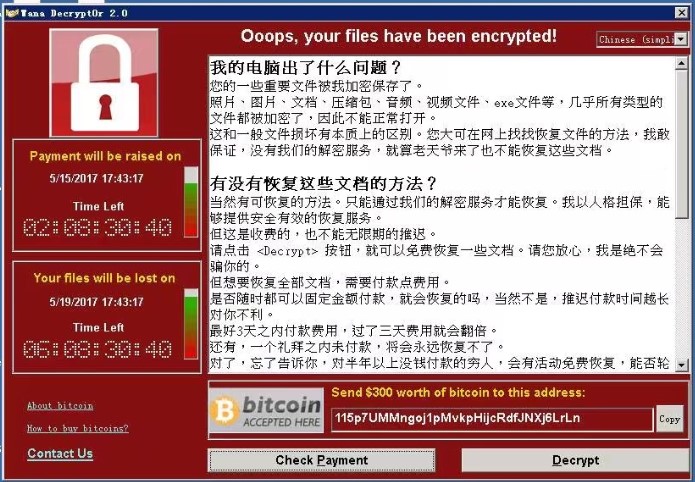 Wana Decrypt0r 2.0
Ooops, your files have been encrypted!
Chinese (simpli
Payment will be raised on
5/15/2017 17:43:17
Time Left
02:08:30:40
Your files will be lost on
5/19/2017 17:43:17
Time Left
06:08:30:40
About bitcoin
How to buy bitcoins?
Contact Us
我的电脑出了什么问题？
您的一些重要文件被我加密保存了。
照片、图片、文档、压缩包、音频、视频文件、exe文件等，几乎所有类型的
文件都被加密了，因此不能正常打开。
这和一般文件损坏有本质上的区别。您大可在网上找找恢复文件的方法，我敢
保证，没有我们的解密服务，就算老天爷来了也不能恢复这些文档。
有没有恢复这些文档的方法？
当然有可恢复的方法。只能通过我们的解密服务才能恢复。我以人格担保，能
够提供安全有效的恢复服务。
但这是收费的，也不能无限期的推迟。
请点击 <Decrypt> 按钮，就可以免费恢复一些文档。请您放心，我是绝不会
骗你的。
但想要恢复全部文档，需要付款点费用。
是否随时都可以固定金额付款，就会恢复的吗，当然不是，推迟付款时间越长
对你不利。
最好3天之内付款费用，过了三天费用就会翻倍。
还有，一个礼拜之内未付款，将会永远恢复不了。
对了，忘了告诉你，对半年以上没钱付款的穷人，会有活动免费恢复，能否轮
bitcoin
ACCEPTED HERE
Send $300 worth of bitcoin to this address:
115p7UMMngoj1pMvkpHijcRdfJNXj6LrLn
Copy
Check Payment
Decrypt